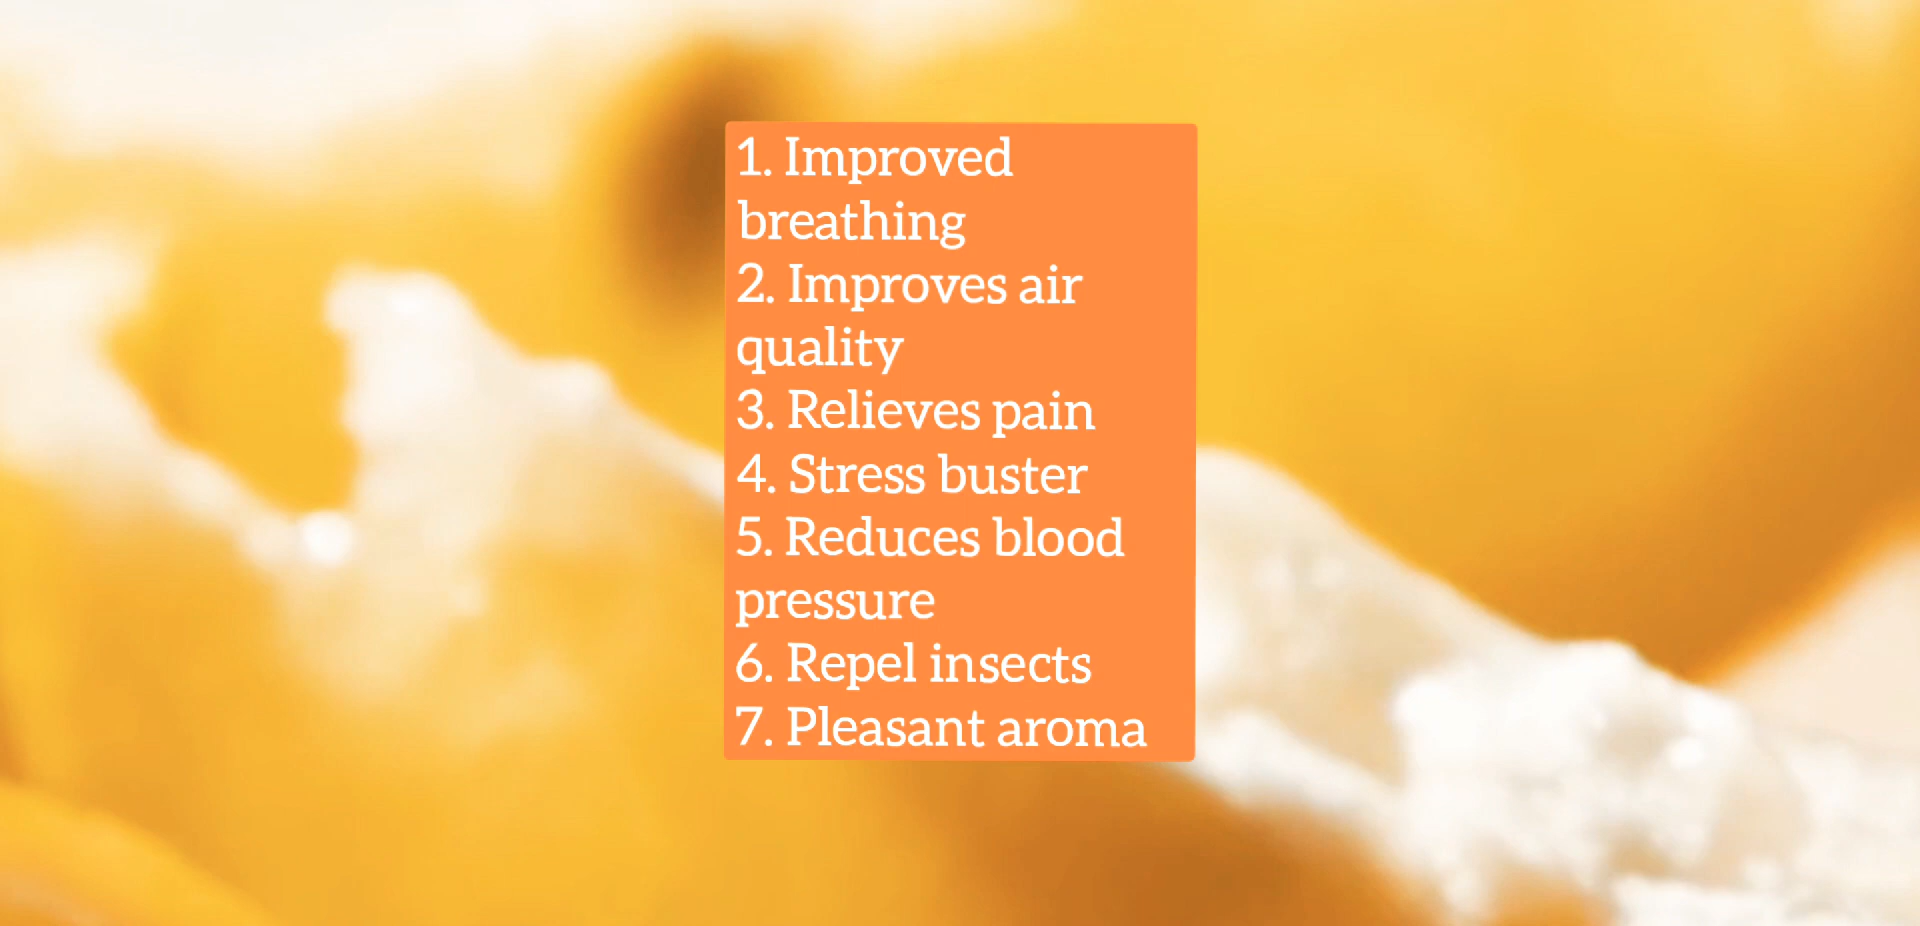 1. Improved
breathing
2. Improves air
quality
3. Relieves pain
4. Stress buster
5. Reduces blood
pressure
6. Repel insects
7. Pleasant aroma